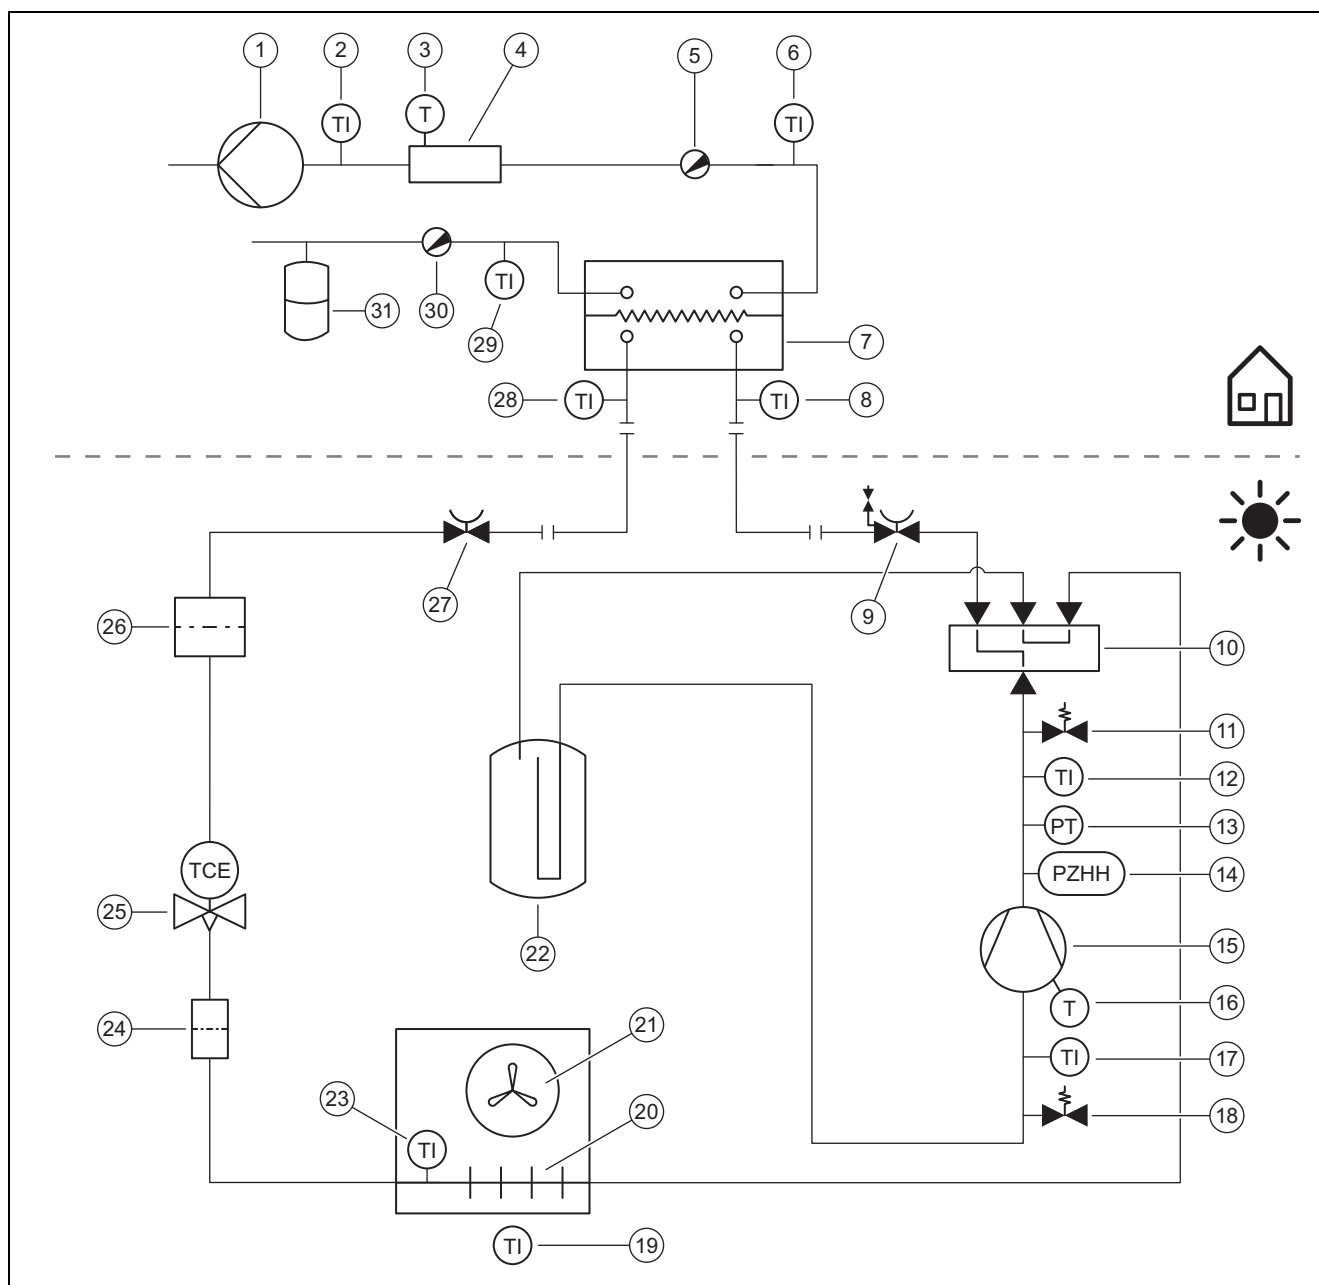 1 2 3 4 5 6
TI T TI
31 30 TI
29
7
28 TI TI 8
27 9
26 10
11
TI 12
PT 13
PZHH 14
TCE
25
22 15
T 16
24 21 TI 17
23 20 18
TI
TI 19